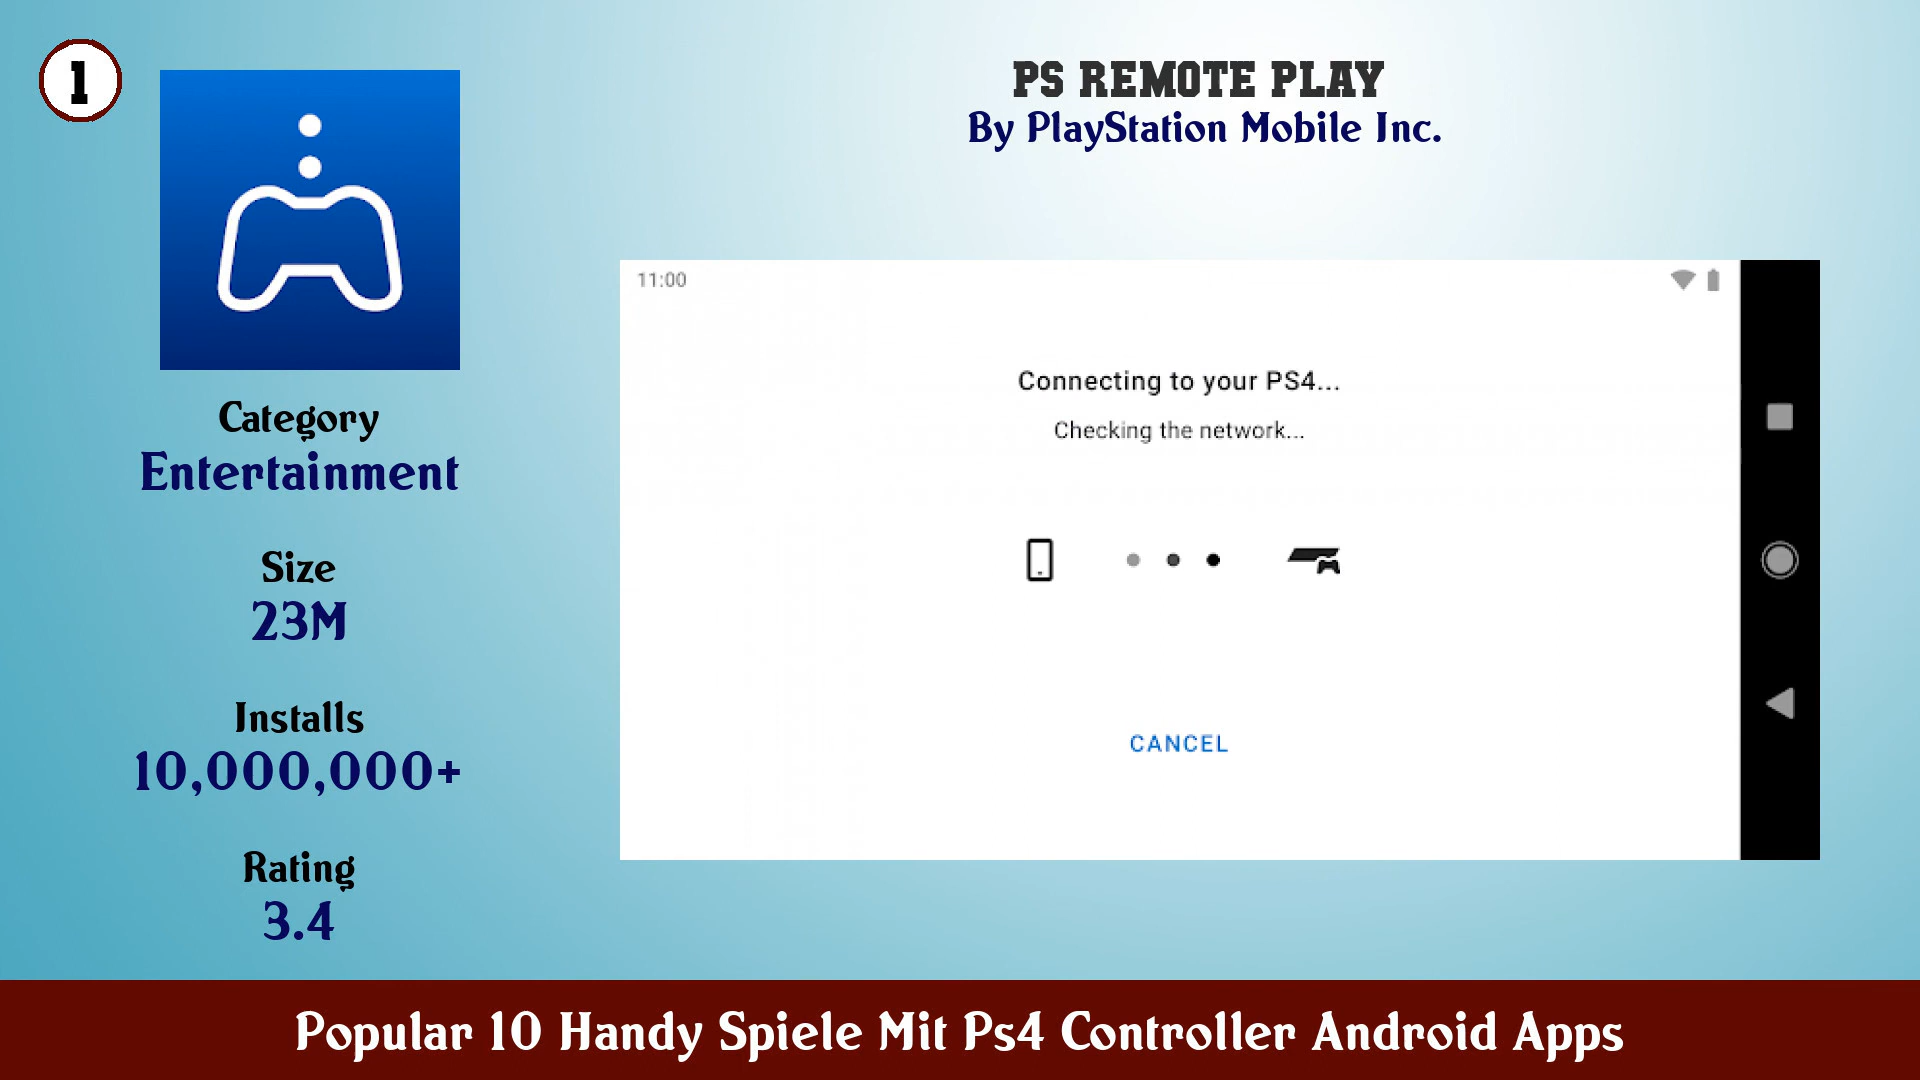 1
PS REMOTE PLAY
By PlayStation Mobile Inc.
Category
Entertainment
Size
23M
Installs
10,000,000+
Rating
3.4
11:00
Connecting to your PS4...
Checking the network...
CANCEL
Popular 10 Handy Spiele Mit Ps4 Controller Android Apps